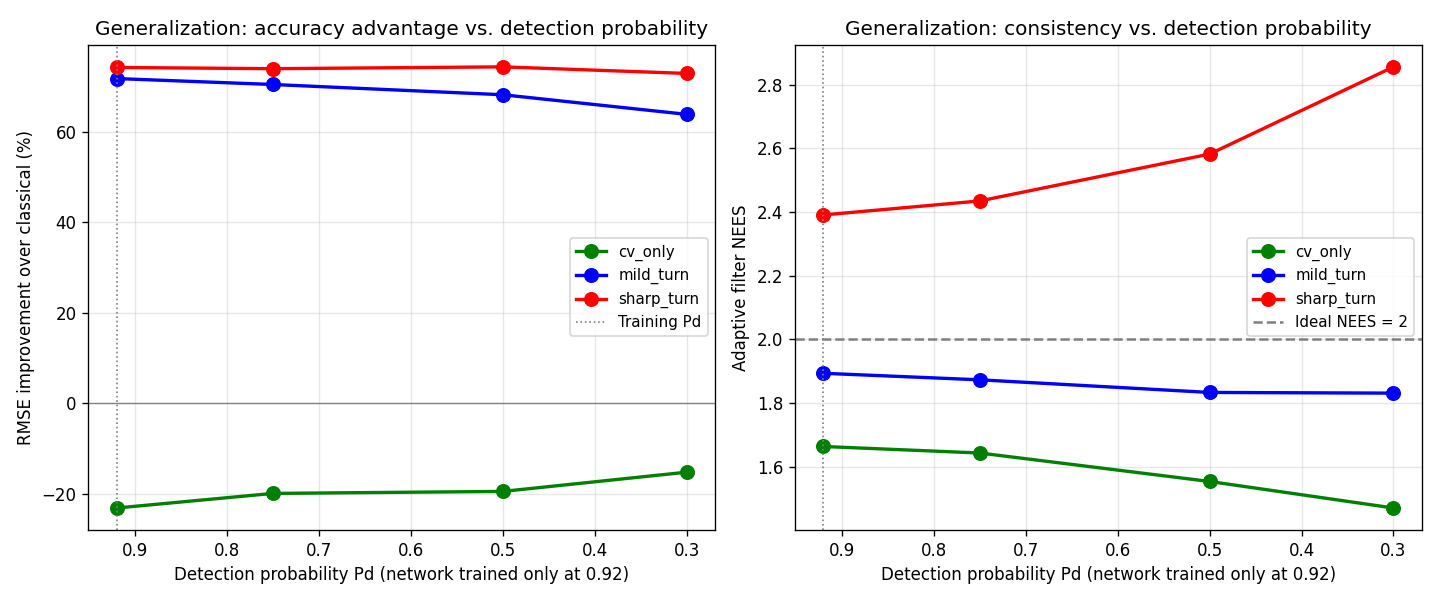 Generalization: accuracy advantage vs. detection probability
RMSE improvement over classical (%)
60
40
20
0
−20
cv_only
mild_turn
sharp_turn
Training Pd
0.9 0.8 0.7 0.6 0.5 0.4 0.3
Detection probability Pd (network trained only at 0.92)
Generalization: consistency vs. detection probability
Adaptive filter NEES
2.8
2.6
2.4
2.2
2.0
1.8
1.6
cv_only
mild_turn
sharp_turn
Ideal NEES = 2
0.9 0.8 0.7 0.6 0.5 0.4 0.3
Detection probability Pd (network trained only at 0.92)